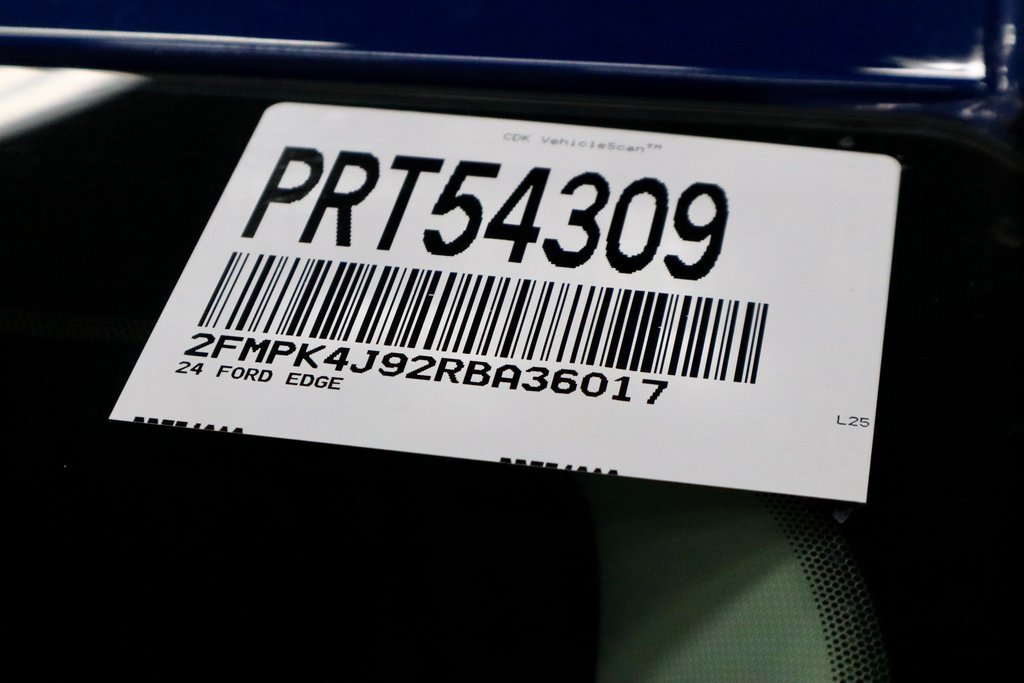 CDK VehicleScan™
PRT54309
2FMPK4J92RBA36017
24 FORD EDGE
L25